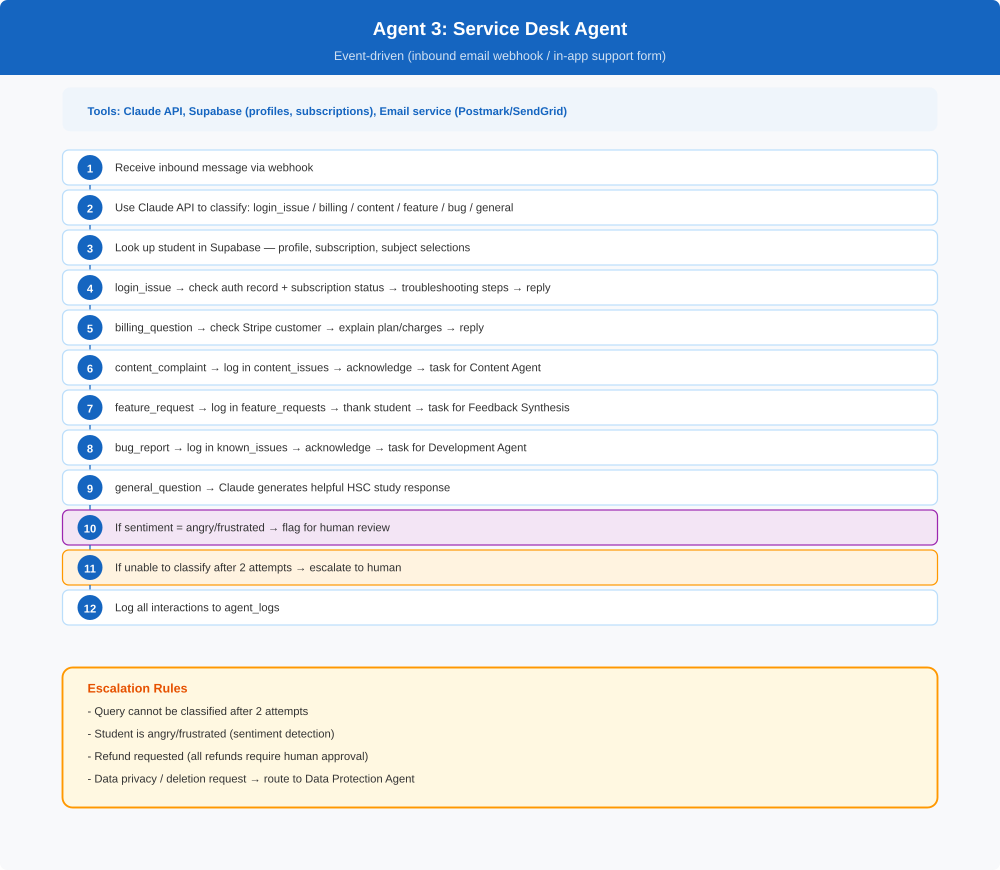 Agent 3: Service Desk Agent
Event-driven (inbound email webhook / in-app support form)
Tools: Claude API, Supabase (profiles, subscriptions), Email service (Postmark/SendGrid)
1 Receive inbound message via webhook
2 Use Claude API to classify: login_issue / billing / content / feature / bug / general
3 Look up student in Supabase — profile, subscription, subject selections
4 login_issue → check auth record + subscription status → troubleshooting steps → reply
5 billing_question → check Stripe customer → explain plan/charges → reply
6 content_complaint → log in content_issues → acknowledge → task for Content Agent
7 feature_request → log in feature_requests → thank student → task for Feedback Synthesis
8 bug_report → log in known_issues → acknowledge → task for Development Agent
9 general_question → Claude generates helpful HSC study response
10 If sentiment = angry/frustrated → flag for human review
11 If unable to classify after 2 attempts → escalate to human
12 Log all interactions to agent_logs
Escalation Rules
- Query cannot be classified after 2 attempts
- Student is angry/frustrated (sentiment detection)
- Refund requested (all refunds require human approval)
- Data privacy / deletion request → route to Data Protection Agent